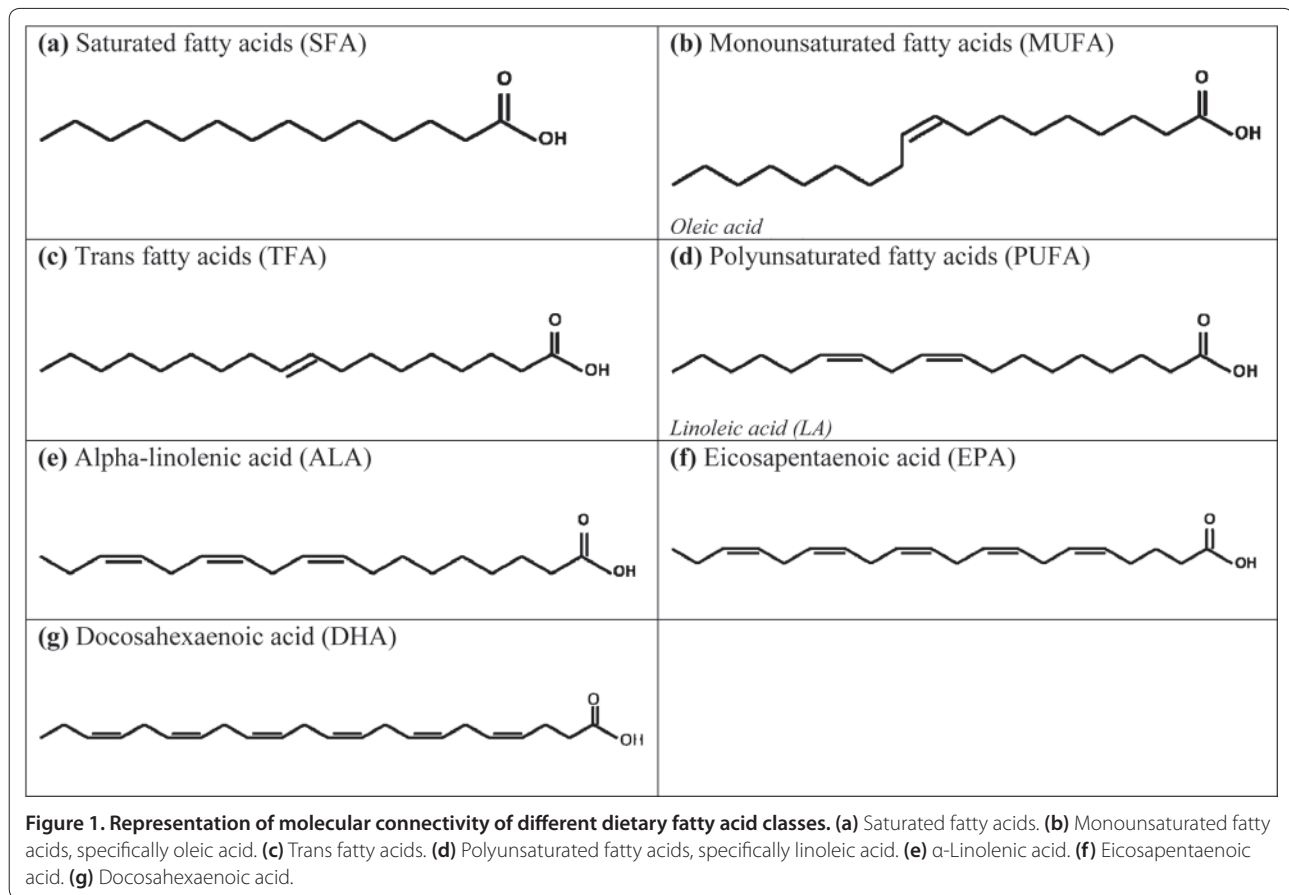 (a) Saturated fatty acids (SFA)
O
OH
(b) Monounsaturated fatty acids (MUFA)
O
OH
Oleic acid
(c) Trans fatty acids (TFA)
O
OH
(d) Polyunsaturated fatty acids (PUFA)
O
OH
Linoleic acid (LA)
(e) Alpha-linolenic acid (ALA)
O
OH
(f) Eicosapentaenoic acid (EPA)
O
OH
(g) Docosahexaenoic acid (DHA)
O
OH
Figure 1. Representation of molecular connectivity of different dietary fatty acid classes. (a) Saturated fatty acids. (b) Monounsaturated fatty
acids, specifically oleic acid. (c) Trans fatty acids. (d) Polyunsaturated fatty acids, specifically linoleic acid. (e) α-Linolenic acid. (f) Eicosapentaenoic
acid. (g) Docosahexaenoic acid.